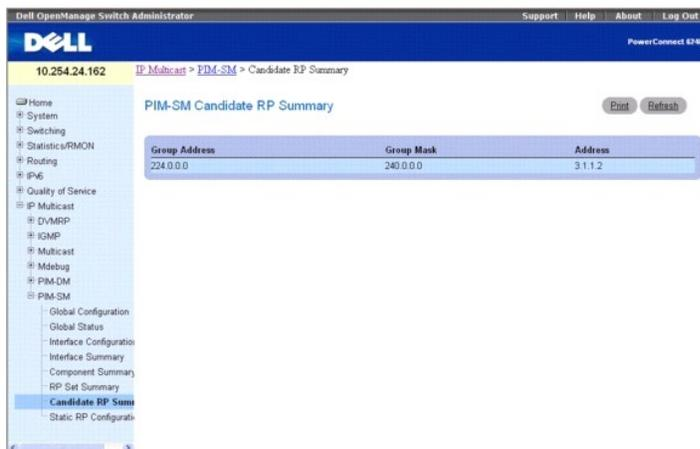 Dell OpenManage Switch Administrator
Support Help About Log Out
DELL
PowerConnect 624
10.254.24.162
IP Multicast > PIM-SM > Candidate RP Summary
Home
System
Switching
Statistics/RMON
Routing
IPv6
Quality of Service
IP Multicast
DVMRP
IGMP
Multicast
Mdebug
PIM-DM
PIM-SM
Global Configuration
Global Status
Interface Configuration
Interface Summary
Component Summary
RP Set Summary
Candidate RP Sum
Static RP Configurati
PIM-SM Candidate RP Summary
Print Refresh
Group Address Group Mask Address
224.0.0.0 240.0.0.0 3.1.1.2